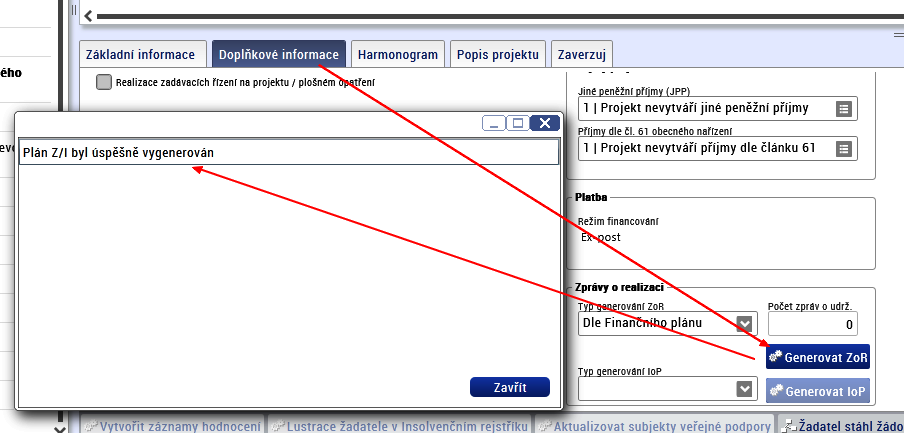 Základní informace
Doplňkové informace
Harmonogram
Popis projektu
Zaverzuj
ého
Realizace zadávacích řízení na projektu / plošném opatření
Jiné peněžní příjmy (JPP)
1 | Projekt nevytváří jiné peněžní příjmy
Příjmy dle čl. 61 obecného nařízení
1 | Projekt nevytváří příjmy dle článku 61
Plán Z/I byl úspěšně vygenerován
Platba
Režim financování
Ex-post
Zprávy o realizaci
Typ generování ZoR
Počet zpráv o udrž.
Dle Finančního plánu
0
Generovat ZoR
Typ generování IoP
Generovat IoP
Zavřít
Vytvořit záznamy hodnocení
Lustrace žadatele v Insolvenčním rejstříku
Aktualizovat subjekty veřejné podpory
Žadatel stáhl žádo